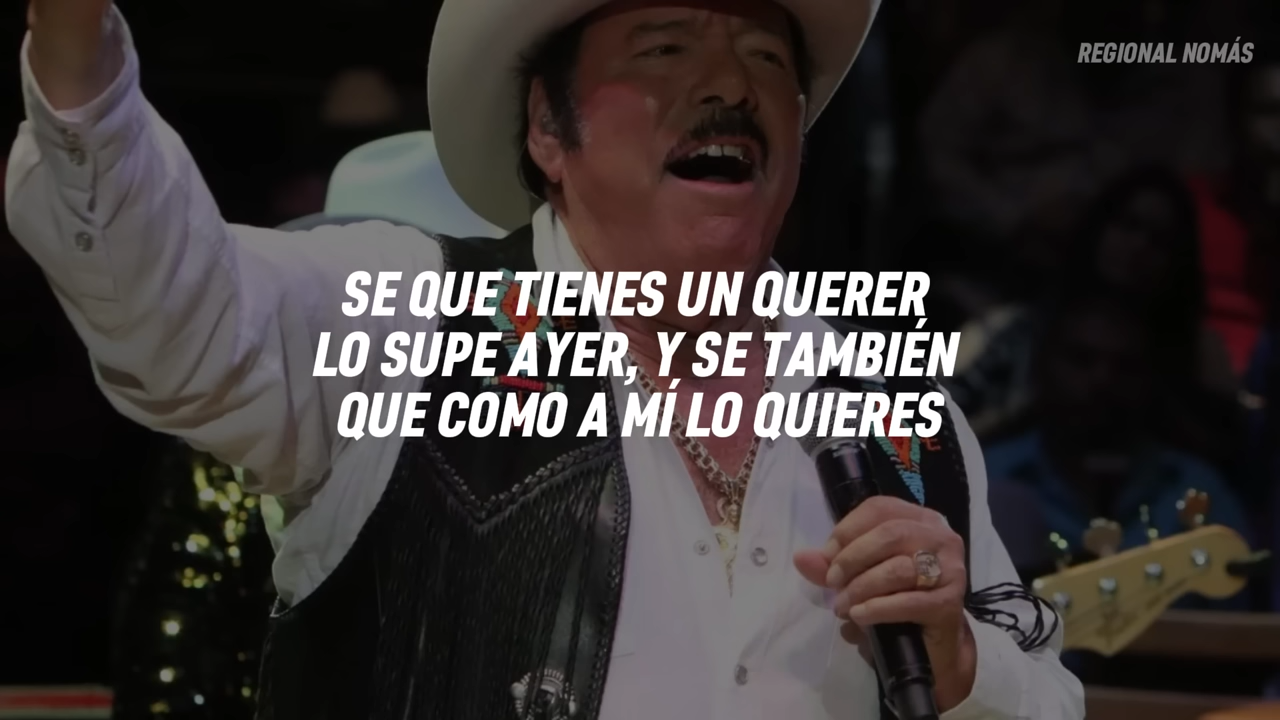 REGIONAL NOMÁS
SE QUE TIENES UN QUERER
LO SUPE AYER, Y SE TAMBIÉN
QUE COMO A MÍ LO QUIERES